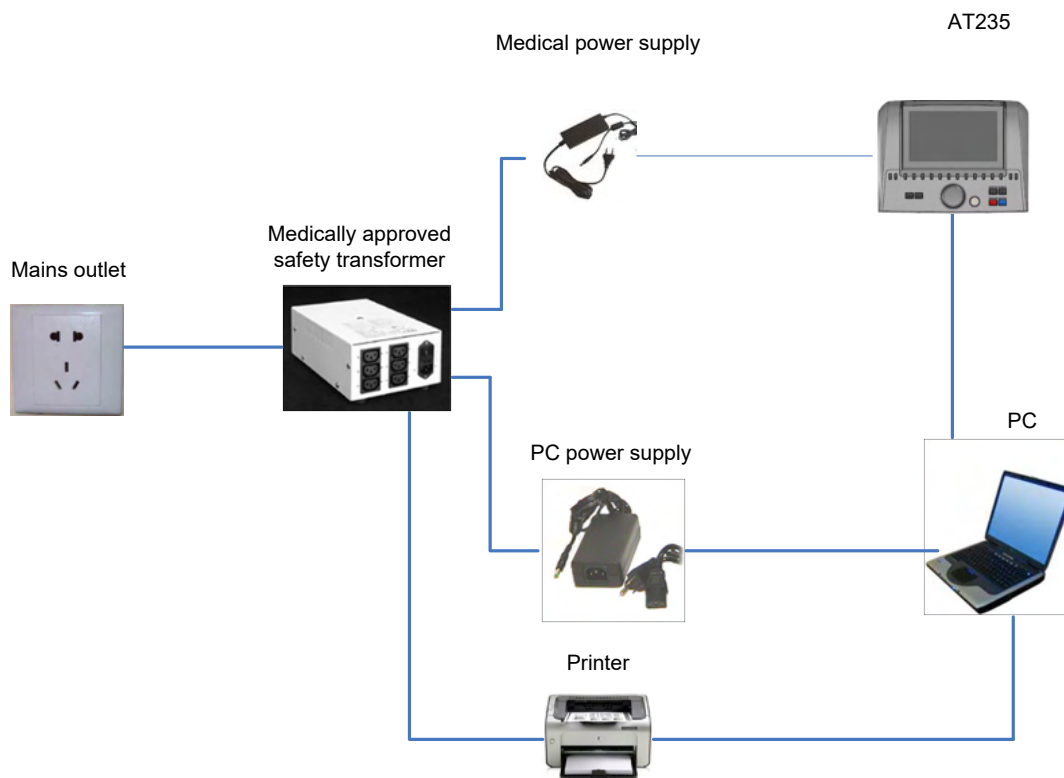 AT235
Medical power supply
Medically approved
safety transformer
Mains outlet
PC
PC power supply
Printer